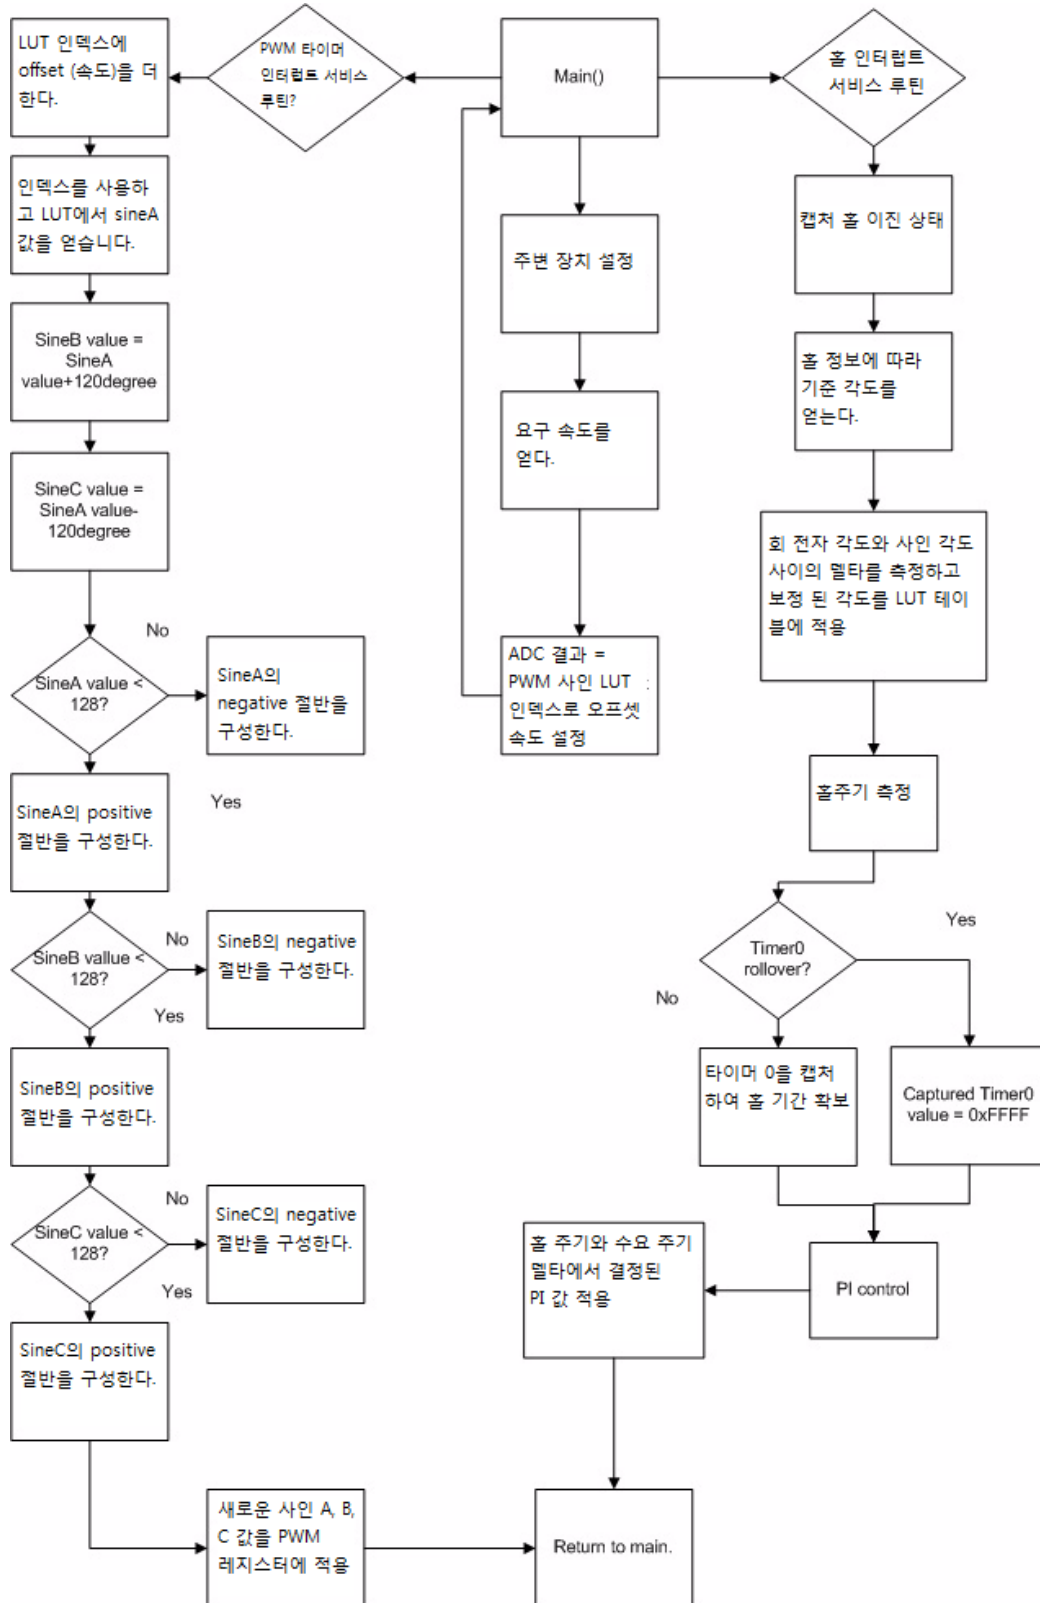 LUT 인덱스에
offset (속도)을 더
한다.
PWM 타이머
인터럽트 서비스
루틴?
Main()
홀 인터럽트
서비스 루틴
인덱스를 사용하
고 LUT에서 sineA
값을 얻습니다.
캡처 홀 이진 상태
주변 장치 설정
SineB value =
SineA
value+120degree
홀 정보에 따라
기준 각도를
얻는다.
요구 속도를
얻다.
SineC value =
SineA value-
120degree
회 전자 각도와 사인 각도
사이의 델타를 측정하고
보정 된 각도를 LUT 테이
블에 적용
No
SineA value <
128?
SineA의
negative 절반을
구성한다.
ADC 결과 =
PWM 사인 LUT :
인덱스로 오프셋
속도 설정
Yes
SineA의 positive
절반을 구성한다.
홀주기 측정
SineB vallue <
128?
No
SineB의 negative
절반을 구성한다.
Yes
Timer0
rollover?
Yes
No
SineB의 positive
절반을 구성한다.
타이머 0을 캡처
하여 홀 기간 확보
Captured Timer0
value = 0xFFFF
SineC value <
128?
No
SineC의 negative
절반을 구성한다.
Yes
홀 주기와 수요 주기
델타에서 결정된
PI 값 적용
PI control
SineC의 positive
절반을 구성한다.
새로운 사인 A, B,
C 값을 PWM
레지스터에 적용
Return to main.